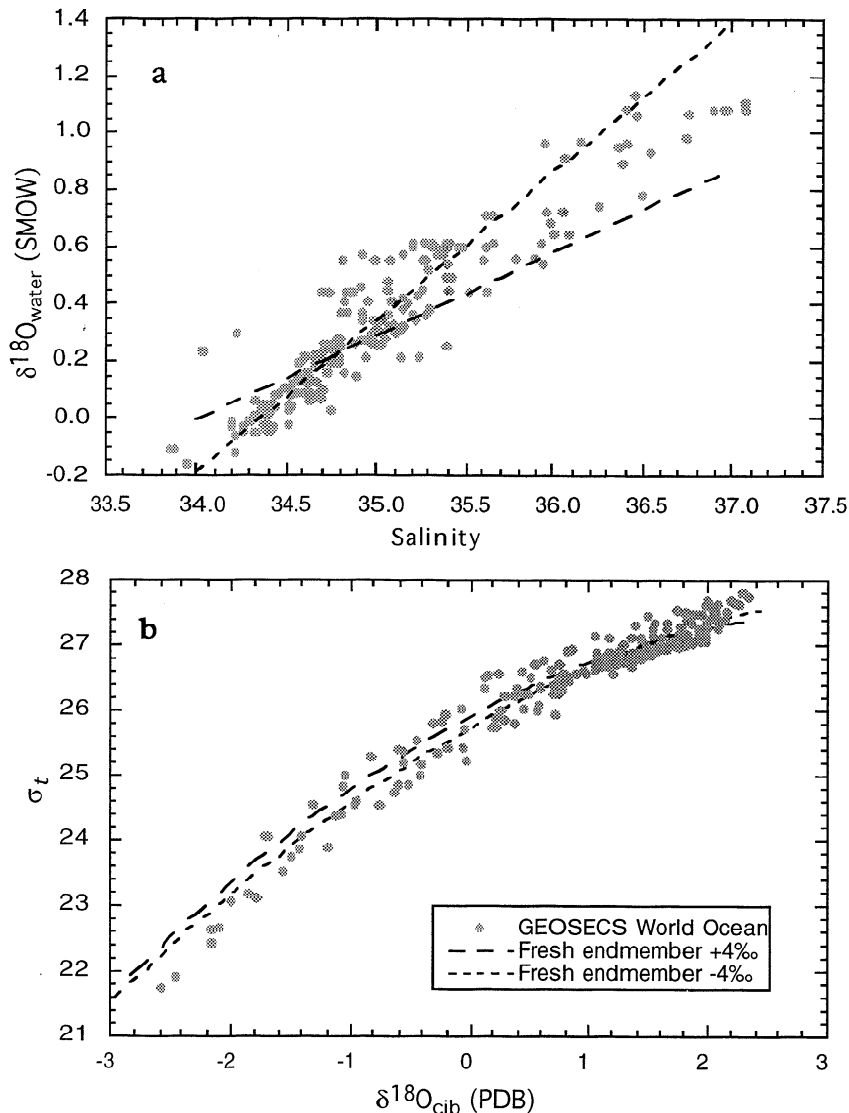 a
1.4
1.2
1.0
0.8
0.6
0.4
0.2
0.0
-0.2
δ18Owater (SMOW)
33.5 34.0 34.5 35.0 35.5 36.0 36.5 37.0 37.5
Salinity
b
28
27
26
25
24
23
22
21
σt
GEOSECS World Ocean
Fresh endmember +4‰
Fresh endmember -4‰
-3 -2 -1 0 1 2 3
δ18Ocib (PDB)